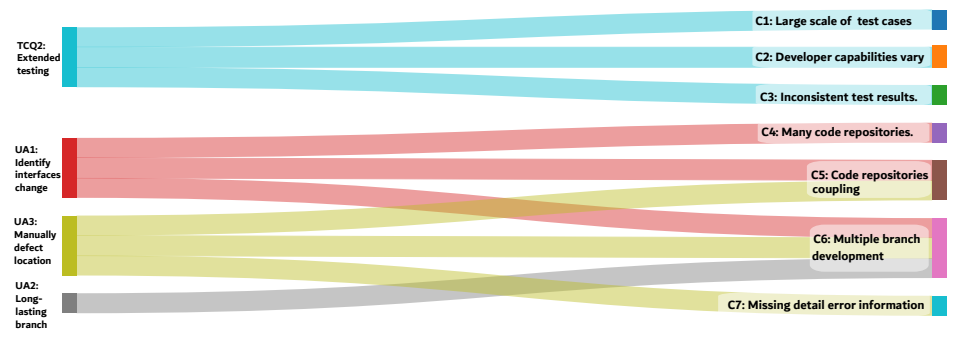 TCQ2:
Extended
testing
UA1:
Identify
interfaces
change
UA3:
Manually
defect
location
UA2:
Long-
lasting
branch
C1: Large scale of test cases
C2: Developer capabilities vary
C3: Inconsistent test results.
C4: Many code repositories.
C5: Code repositories
coupling
C6: Multiple branch
development
C7: Missing detail error information